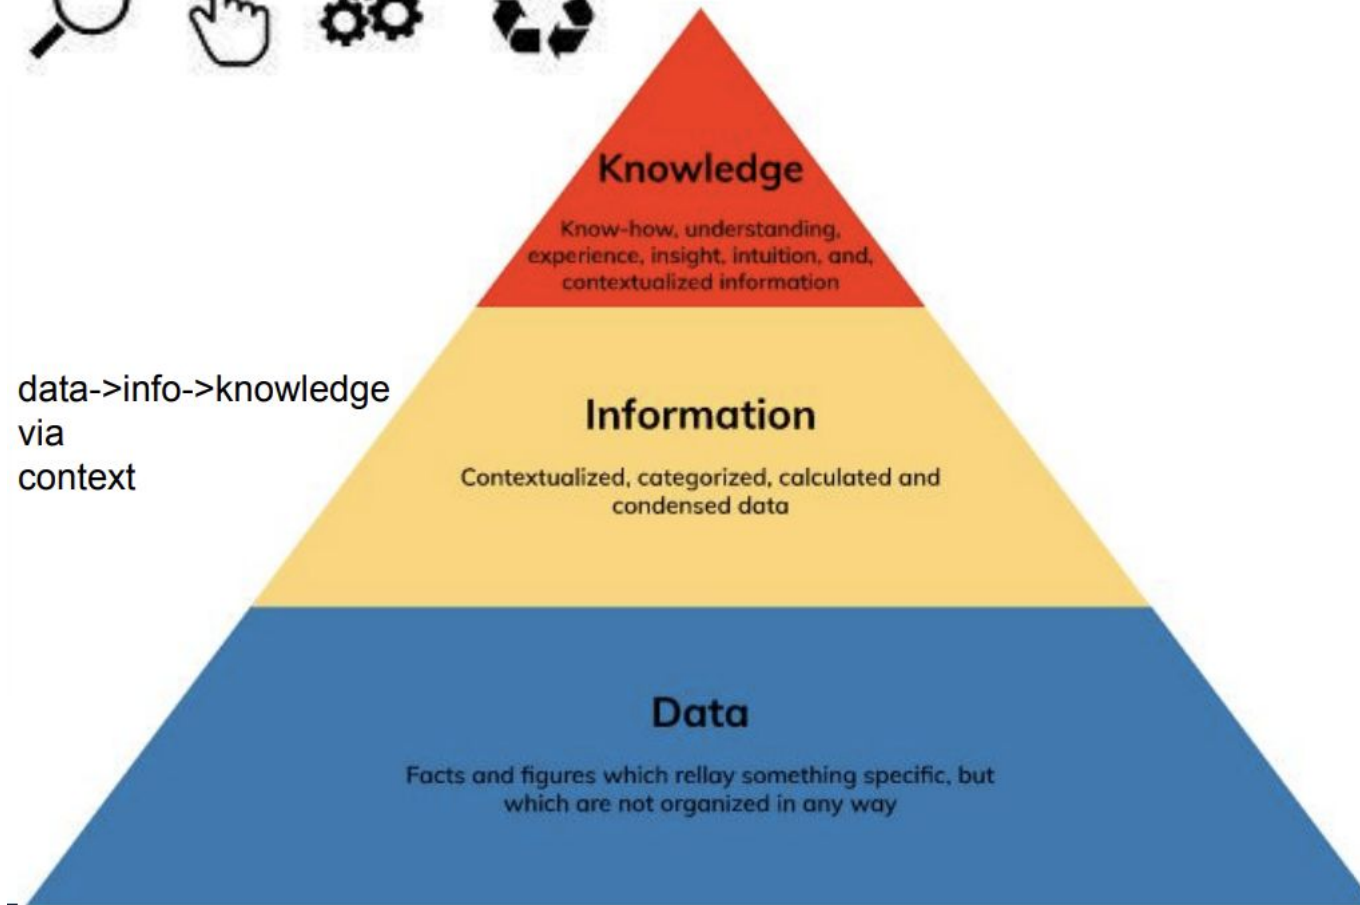 Knowledge
Know-how, understanding,
experience, insight, intuition, and,
contextualized information
data->info->knowledge
via
context
Information
Contextualized, categorized, calculated and
condensed data
Data
Facts and figures which rellay something specific, but
which are not organized in any way